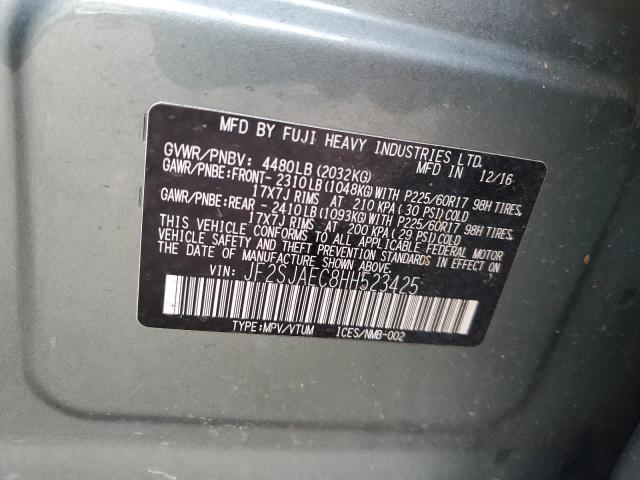 MFD BY FUJI HEAVY INDUSTRIES LTD.
GVWR/PNBV: 4480LB (2032KG) MFD IN 12/16
GAWR/PNBE:FRONT- 2310LB (1048KG) WITH P225/60R17 98H TIRES,
17X7J RIMS AT 210 KPA (30 PSI) COLD
GAWR/PNBE:REAR - 2410LB (1093KG) WITH P225/60R17 98H TIRES,
17X7J RIMS AT 200 KPA (29 PSI) COLD
THIS VEHICLE CONFORMS TO ALL APPLICABLE FEDERAL MOTOR
VEHICLE SAFETY AND THEFT PREVENTION STANDARDS IN EFFECT ON
THE DATE OF MANUFACTURE SHOWN ABOVE.
VIN: JF2SJAEC8HH523425
TYPE:MPV/VTUM ICES/NMB-002